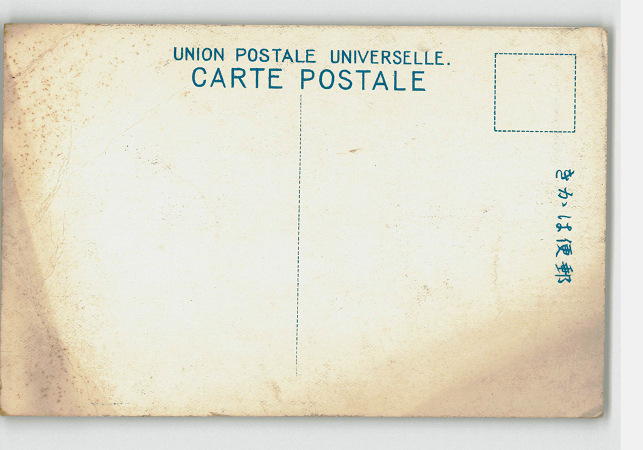 UNION POSTALE UNIVERSELLE.
CARTE POSTALE
きかは便郵